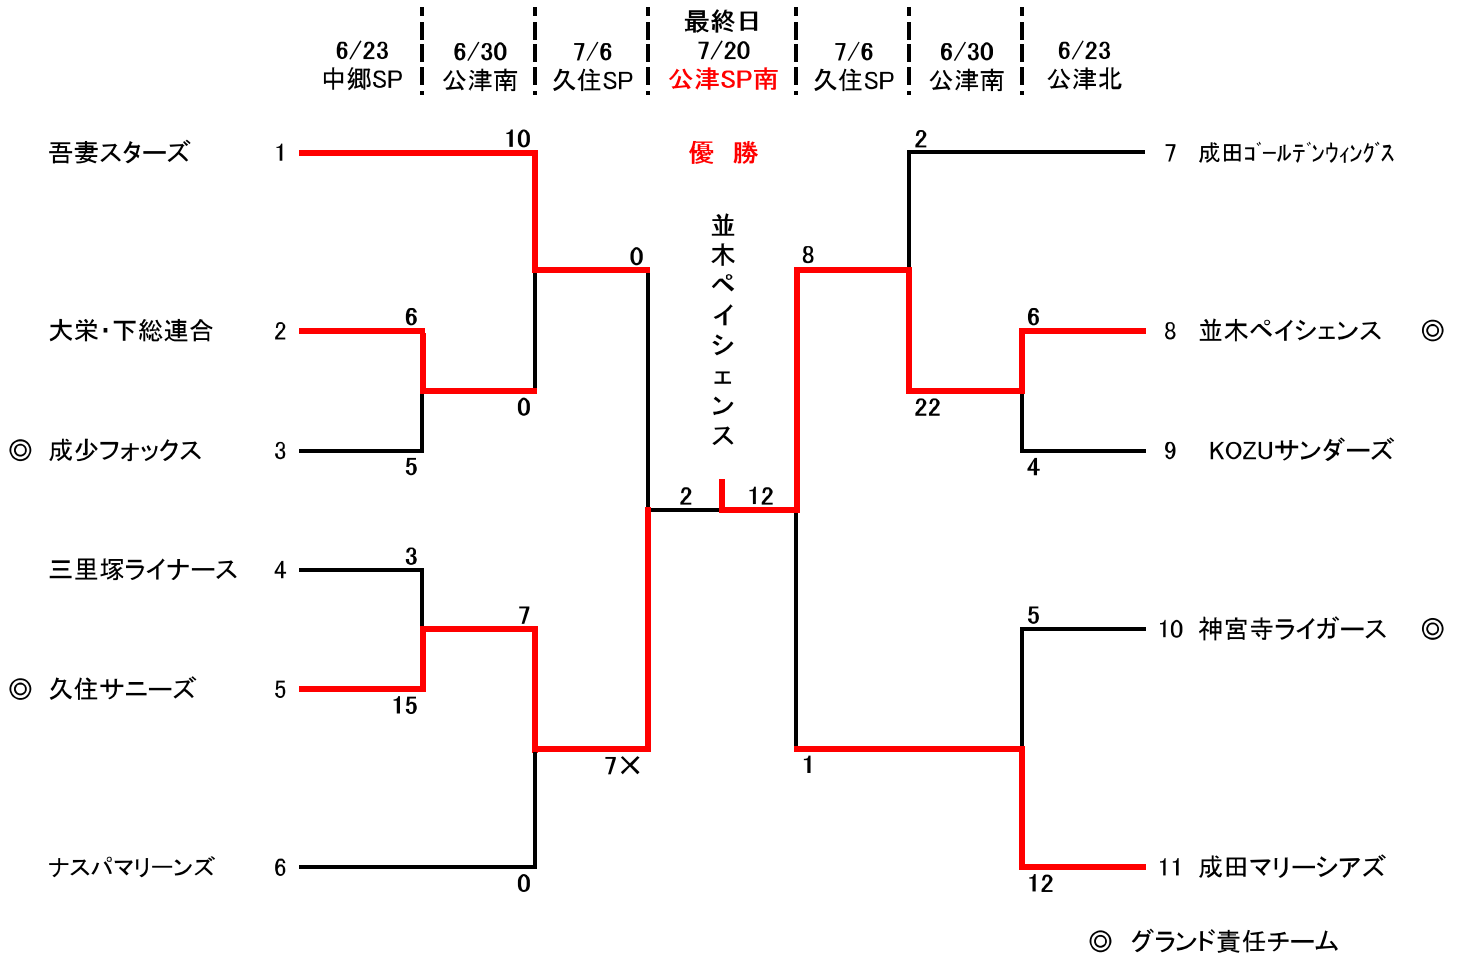 最終日
6/23 6/30 7/6 7/20 7/6 6/30 6/23
中郷SP 公津南 久住SP 公津SP南 久住SP 公津南 公津北
優 勝
並木ペイシェンス
10
吾妻スターズ 1
0
大栄・下総連合 2
6
0
◎ 成少フォックス 3
5
2 12
三里塚ライナース 4
3
7
◎ 久住サニーズ 5
15
7×
ナスパマリーンズ 6
0
2
7 成田ｺﾞｰﾙﾃﾞﾝｳｨﾝｸﾞｽ
8
6
8 並木ペイシェンス ◎
22
9 KOZUサンダーズ
4
5
10 神宮寺ライガース ◎
1
11 成田マリーシアズ
12
◎ グランド責任チーム